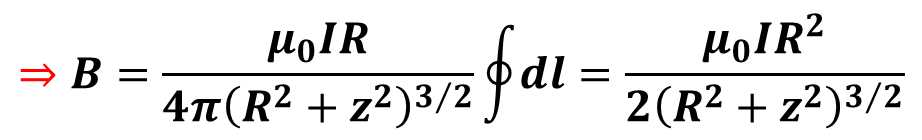 ⇒ B = μ₀IR / 4π(R² + z²)^{3/2} ∮ dl = μ₀IR² / 2(R² + z²)^{3/2}